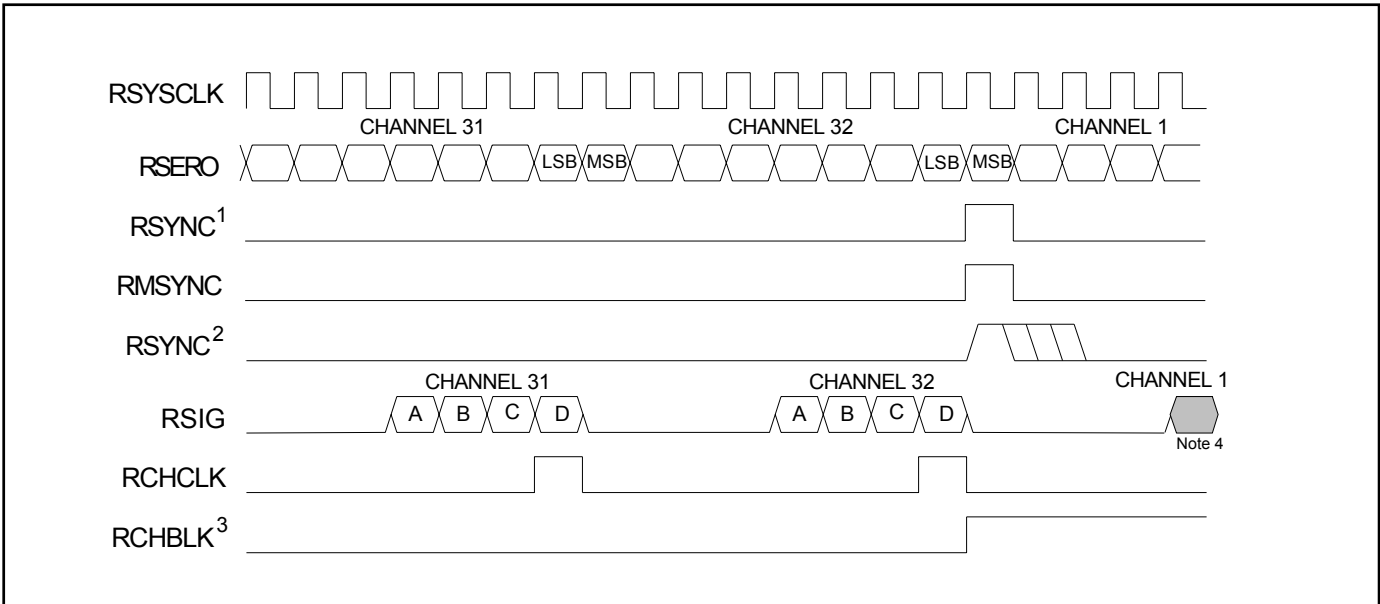 RSYSCLK
CHANNEL 31 CHANNEL 32 CHANNEL 1
RSERO LSB MSB LSB MSB
RSYNC1
RMSYNC
RSYNC2
CHANNEL 31 CHANNEL 32 CHANNEL 1
RSIG A B C D A B C D
Note 4
RCHCLK
RCHBLK3